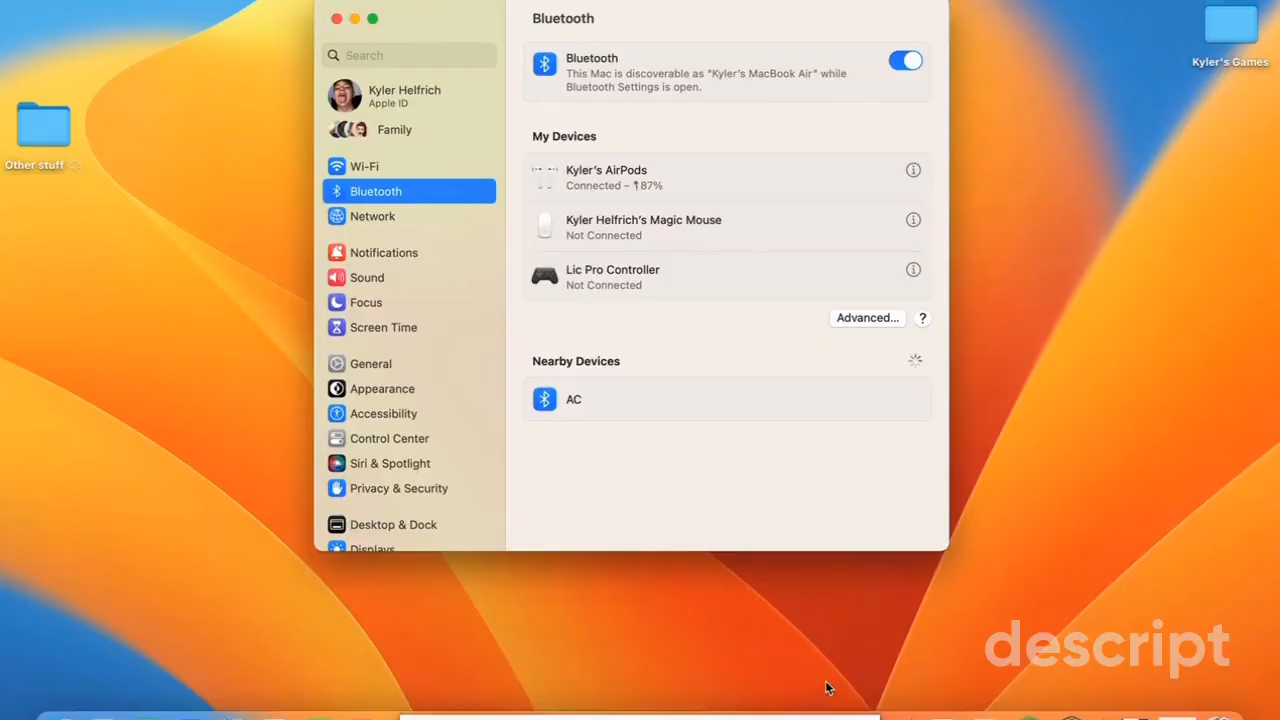 Bluetooth
Kyler's Games
Other stuff
Search
Kyler Helfrich
Apple ID
Family
Wi-Fi
Bluetooth
Network
Notifications
Sound
Focus
Screen Time
General
Appearance
Accessibility
Control Center
Siri & Spotlight
Privacy & Security
Desktop & Dock
Displays
Bluetooth
This Mac is discoverable as "Kyler's MacBook Air" while
Bluetooth Settings is open.
My Devices
Kyler's AirPods
Connected – 87%
Kyler Helfrich's Magic Mouse
Not Connected
Lic Pro Controller
Not Connected
Advanced...
?
Nearby Devices
AC
descript